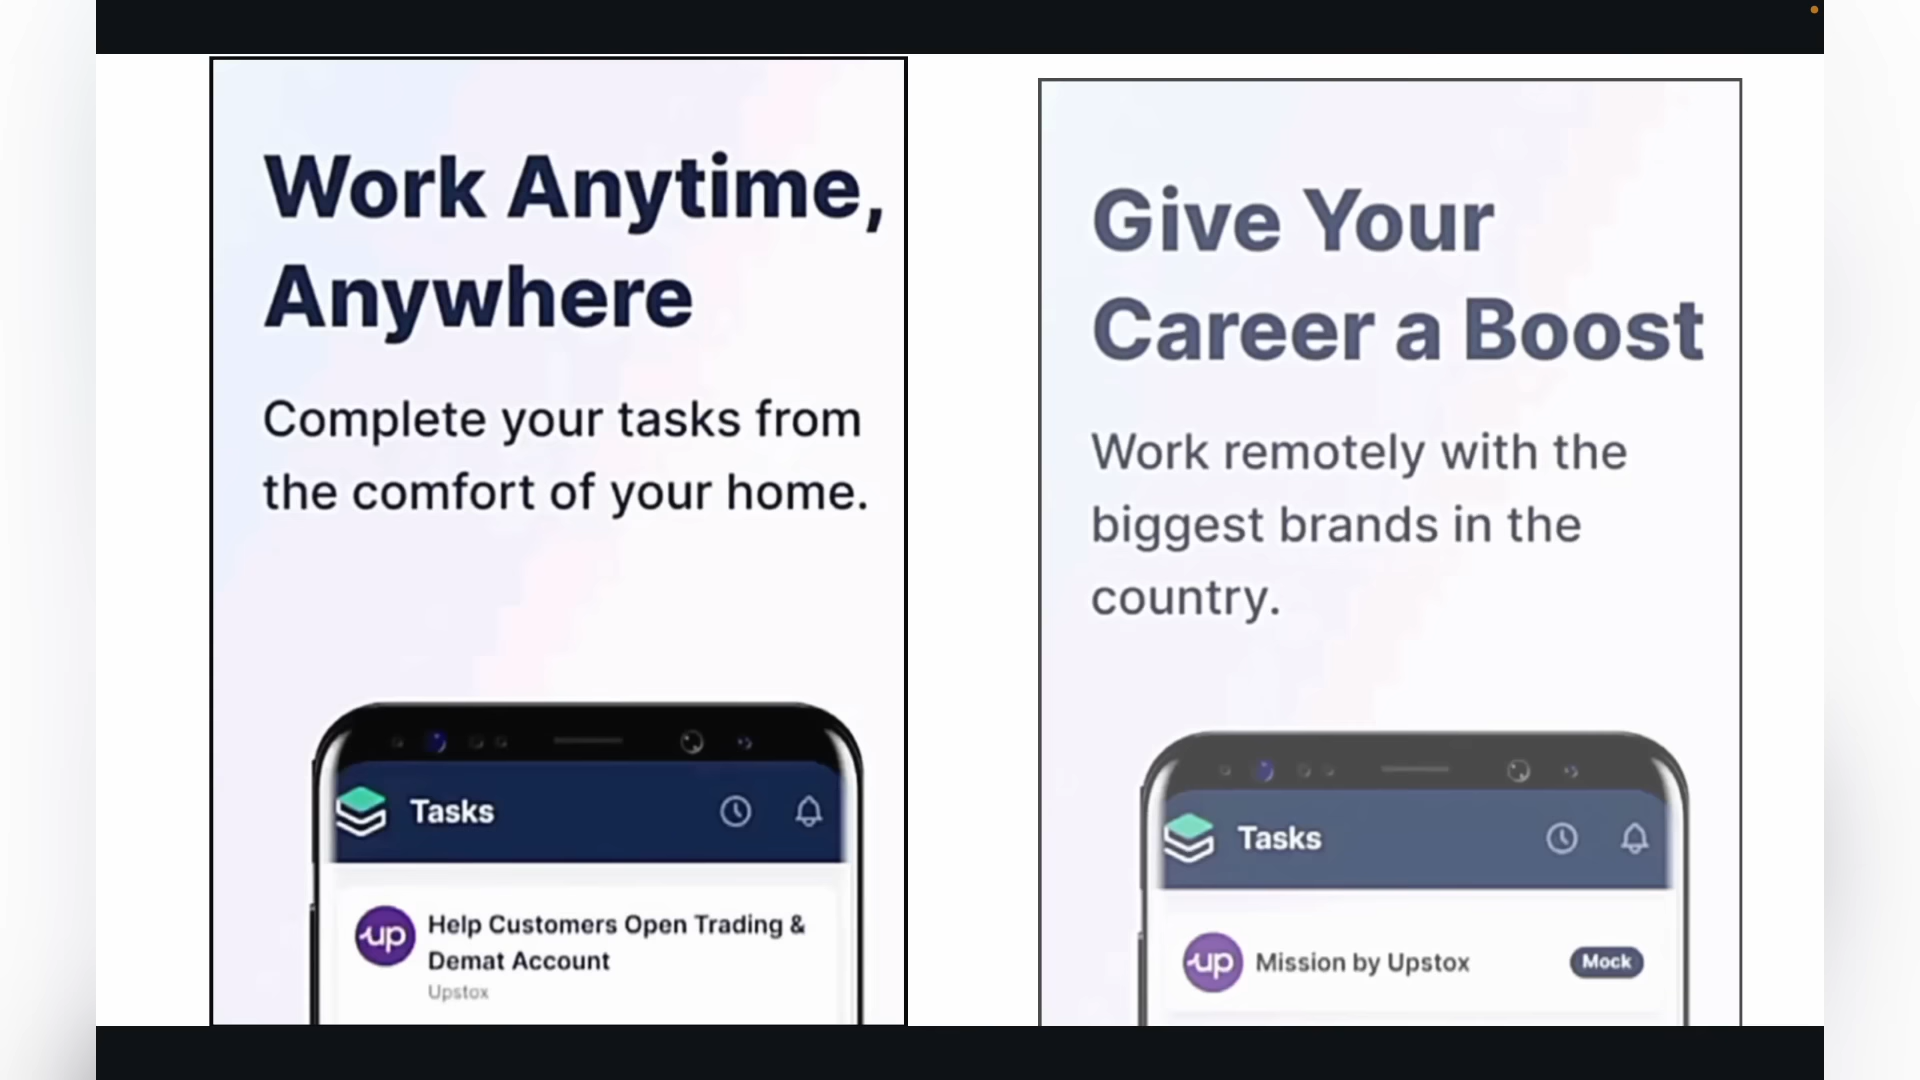 Work Anytime,
Anywhere
Complete your tasks from
the comfort of your home.
Tasks
up
Help Customers Open Trading &
Demat Account
Upstox
Give Your
Career a Boost
Work remotely with the
biggest brands in the
country.
Tasks
up
Mission by Upstox
Mock